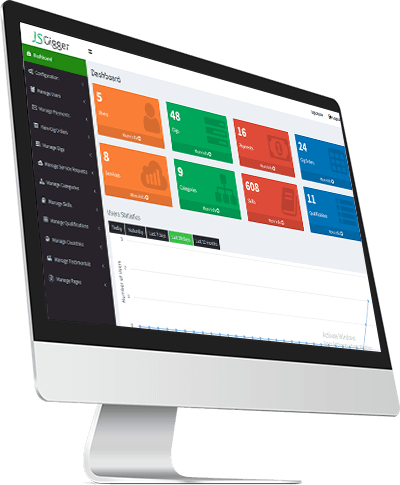 JSGigger
Dashboard
Configuration
Manage Users
Manage Payments
View Gig Orders
Manage Gigs
Manage Service Requests
Manage Categories
Manage Skills
Manage Qualifications
Manage Countries
Manage Testimonials
Manage Pages
Dashboard
5
Users
More info
48
Gigs
More info
16
Payments
More info
24
Gig Orders
More info
8
Services
More info
9
Categories
More info
608
Skills
More info
11
Qualifications
More info
Users Statistics
Today
Yesterday
Last 7 Days
Last 30 Days
Last 12 months
Number of Users
Activate Windows